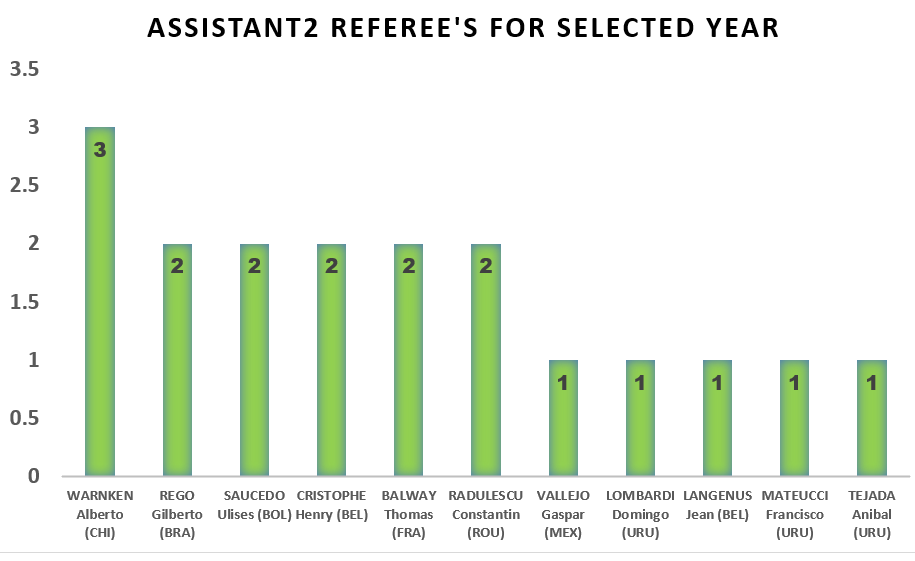 ASSISTANT2 REFEREE'S FOR SELECTED YEAR
3.5
3
2.5
2
1.5
1
0.5
0
3
2
2
2
2
2
1
1
1
1
1
WARNKEN
Alberto
(CHI)
REGO
Gilberto
(BRA)
SAUCEDO
Ulises (BOL)
CRISTOPHE
Henry (BEL)
BALWAY
Thomas
(FRA)
RADULESCU
Constantin
(ROU)
VALLEJO
Gaspar
(MEX)
LOMBARDI
Domingo
(URU)
LANGENUS
Jean (BEL)
MATEUCCI
Francisco
(URU)
TEJADA
Anibal
(URU)